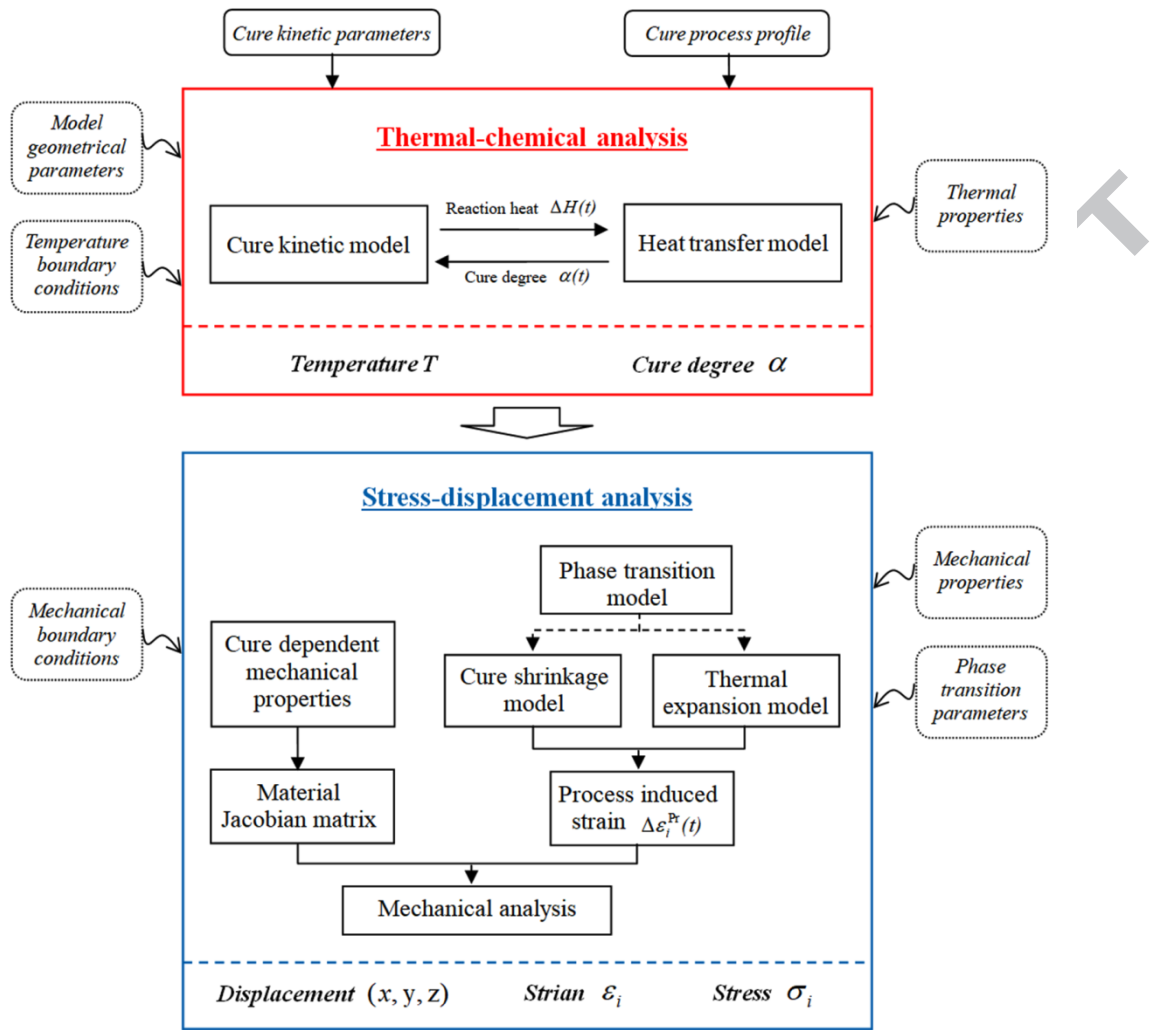 Cure kinetic parameters
Cure process profile
Model
geometrical
parameters
Thermal-chemical analysis
Thermal
properties
Temperature
boundary
conditions
Cure kinetic model
Reaction heat ΔH(t)
Cure degree α(t)
Heat transfer model
Temperature T
Cure degree α
T
Stress-displacement analysis
Mechanical
properties
Mechanical
boundary
conditions
Phase transition
model
Cure dependent
mechanical
properties
Cure shrinkage
model
Thermal
expansion model
Phase
transition
parameters
Material
Jacobian matrix
Process induced
strain Δε_i^Pr(t)
Mechanical analysis
Displacement (x, y, z)
Strian ε_i
Stress σ_i